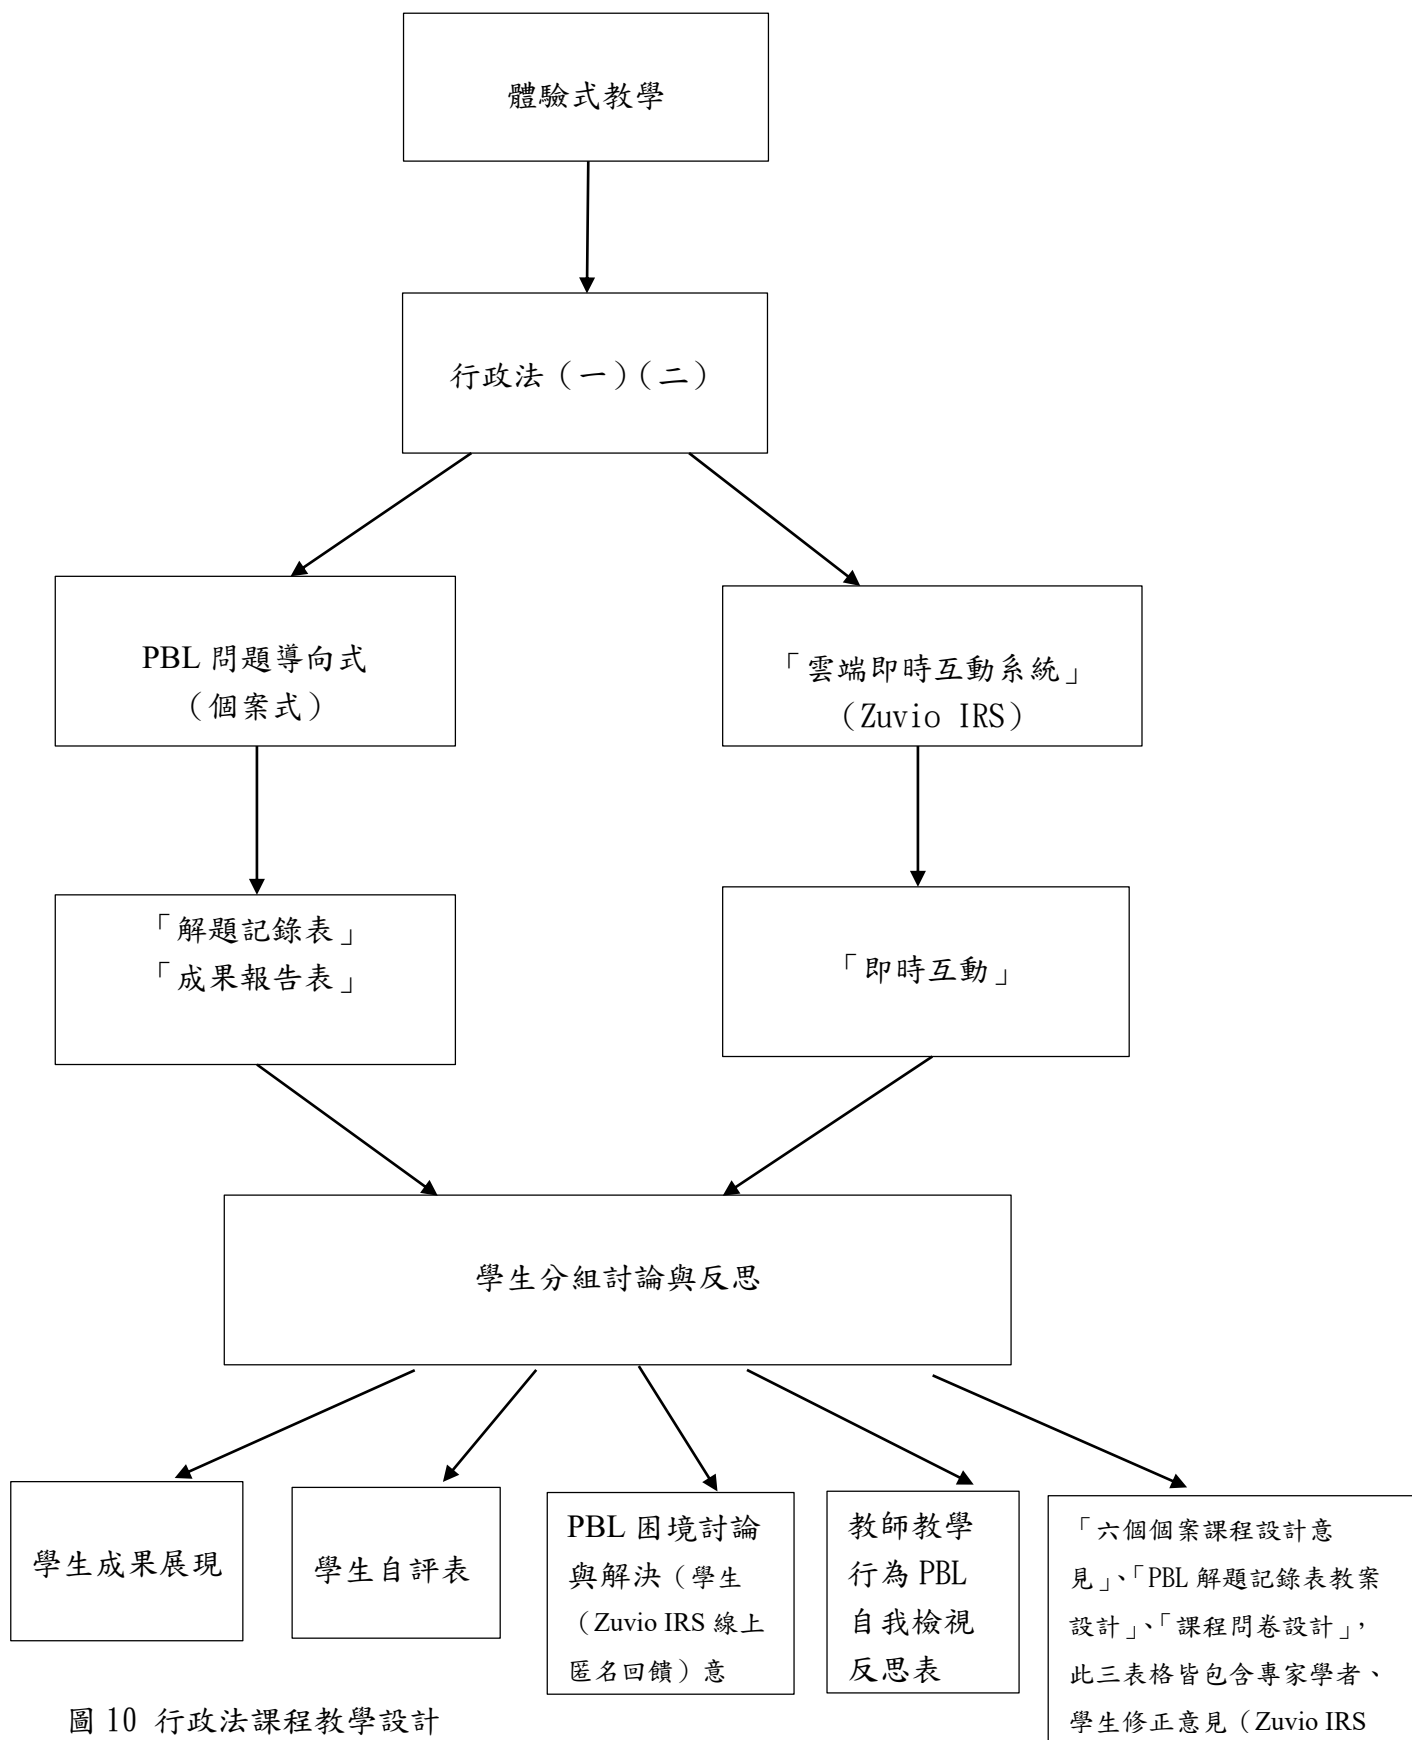 體驗式教學
行政法（一）（二）
PBL 問題導向式
（個案式）
「雲端即時互動系統」
（Zuvio IRS）
「解題記錄表」
「成果報告表」
「即時互動」
學生分組討論與反思
學生成果展現
學生自評表
PBL 困境討論
與解決（學生
（Zuvio IRS 線上
匿名回饋）意
教師教學
行為 PBL
自我檢視
反思表
「六個個案課程設計意
見」、「PBL 解題記錄表教案
設計」、「課程問卷設計」，
此三表格皆包含專家學者、
學生修正意見（Zuvio IRS
圖 10 行政法課程教學設計